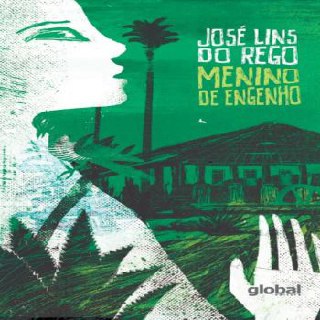 JOSÉ LINS
DO REGO
MENINO
DE ENGENHO
global